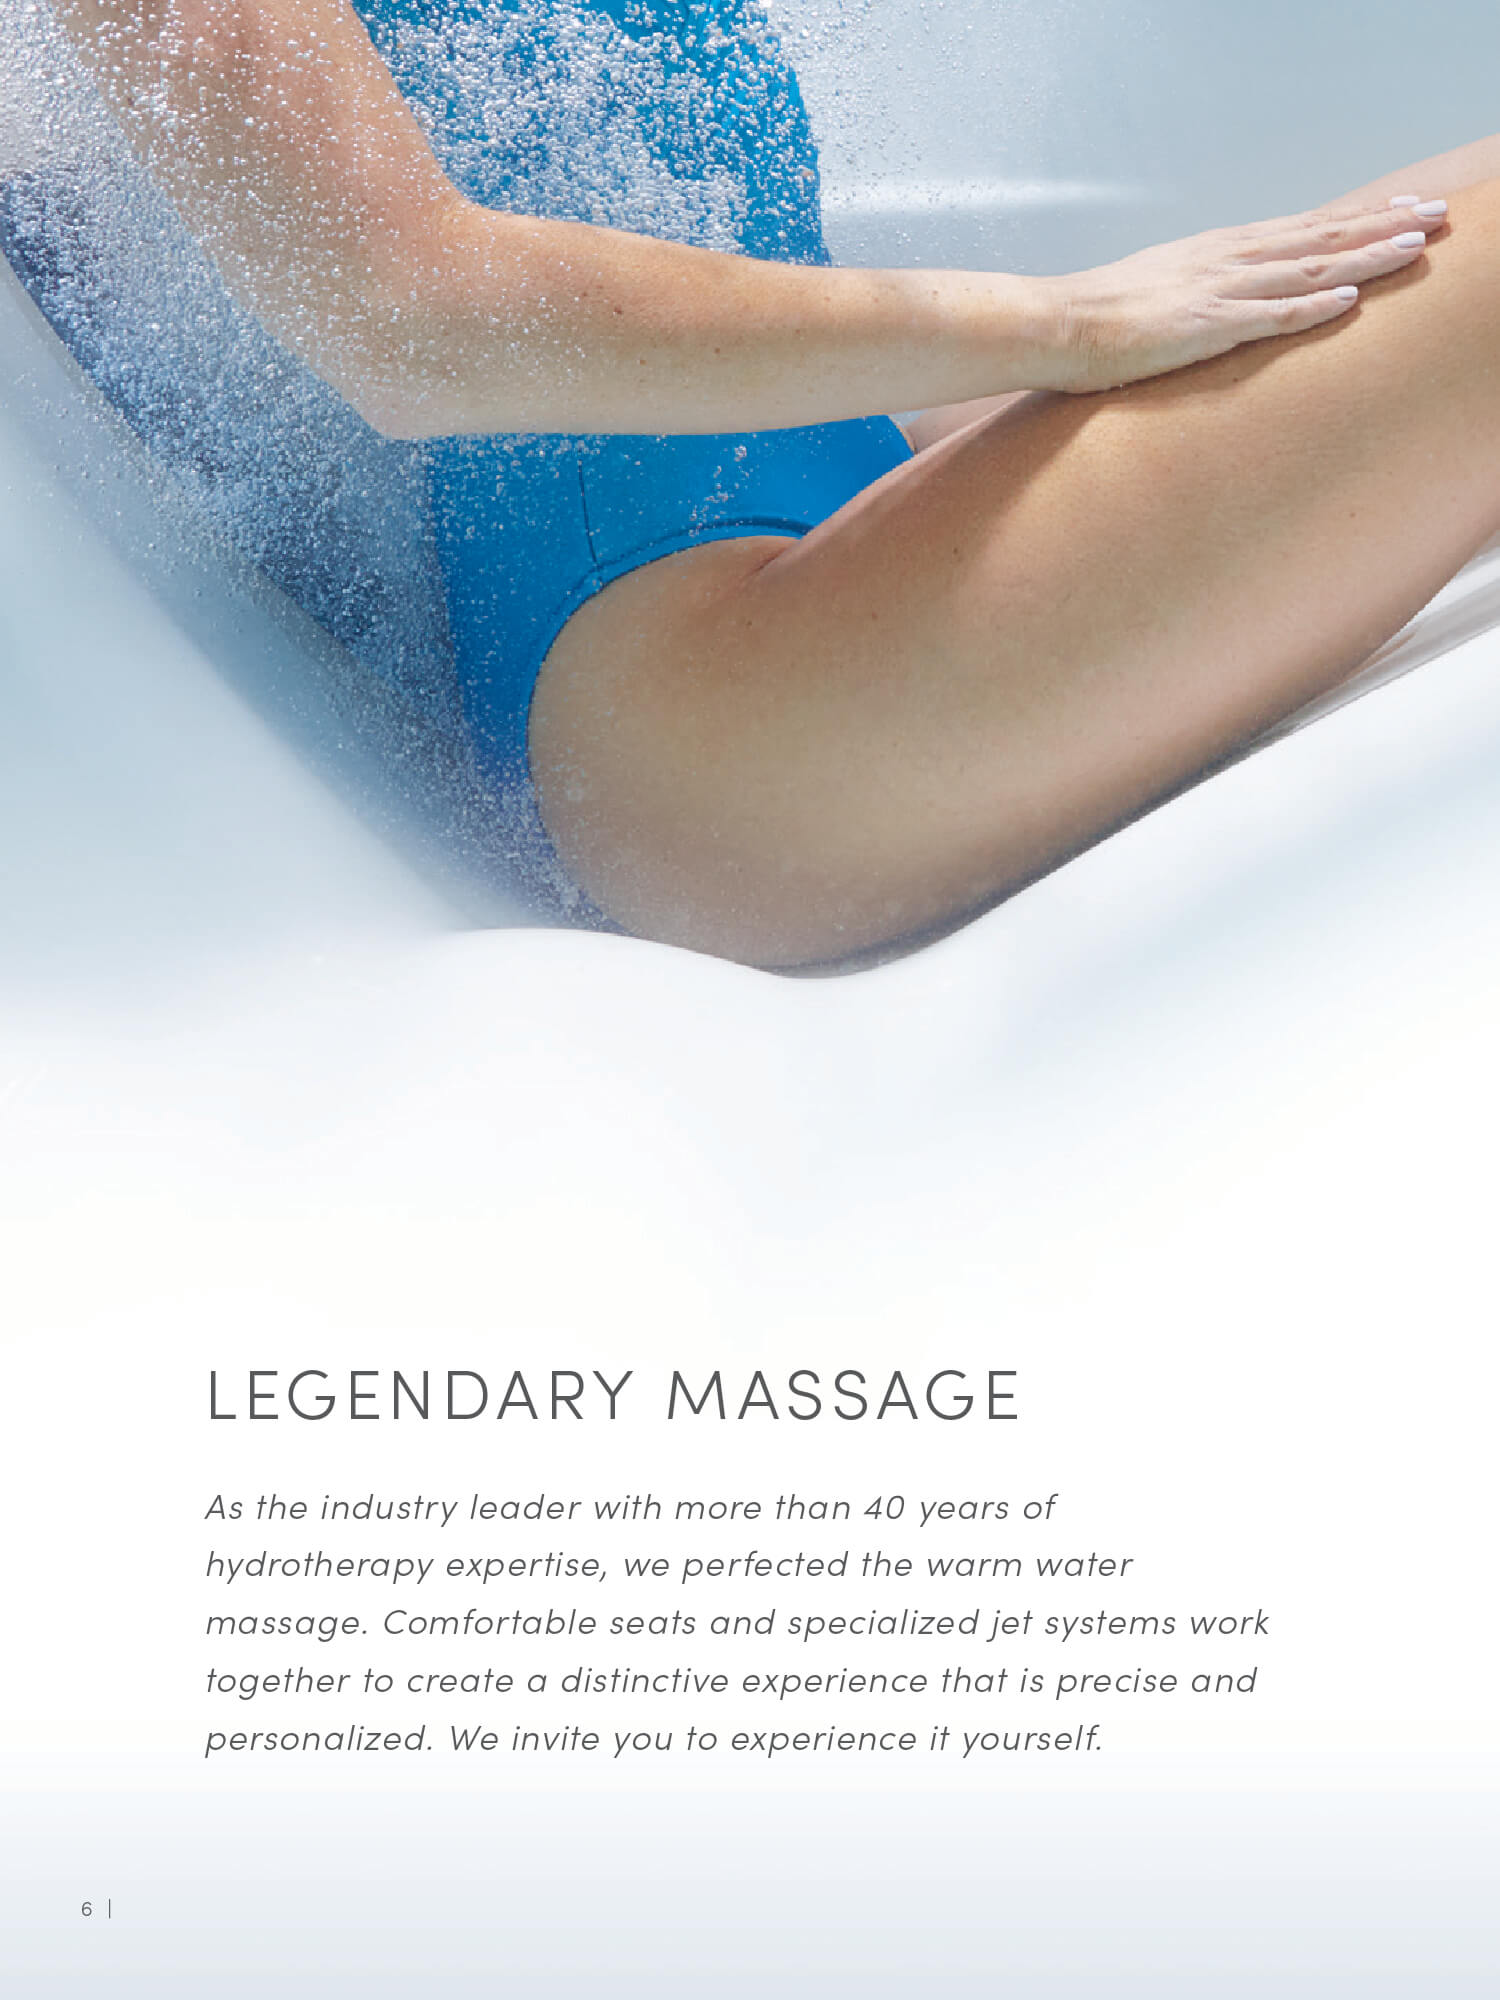 LEGENDARY MASSAGE
As the industry leader with more than 40 years of
hydrotherapy expertise, we perfected the warm water
massage. Comfortable seats and specialized jet systems work
together to create a distinctive experience that is precise and
personalized. We invite you to experience it yourself.
6 |